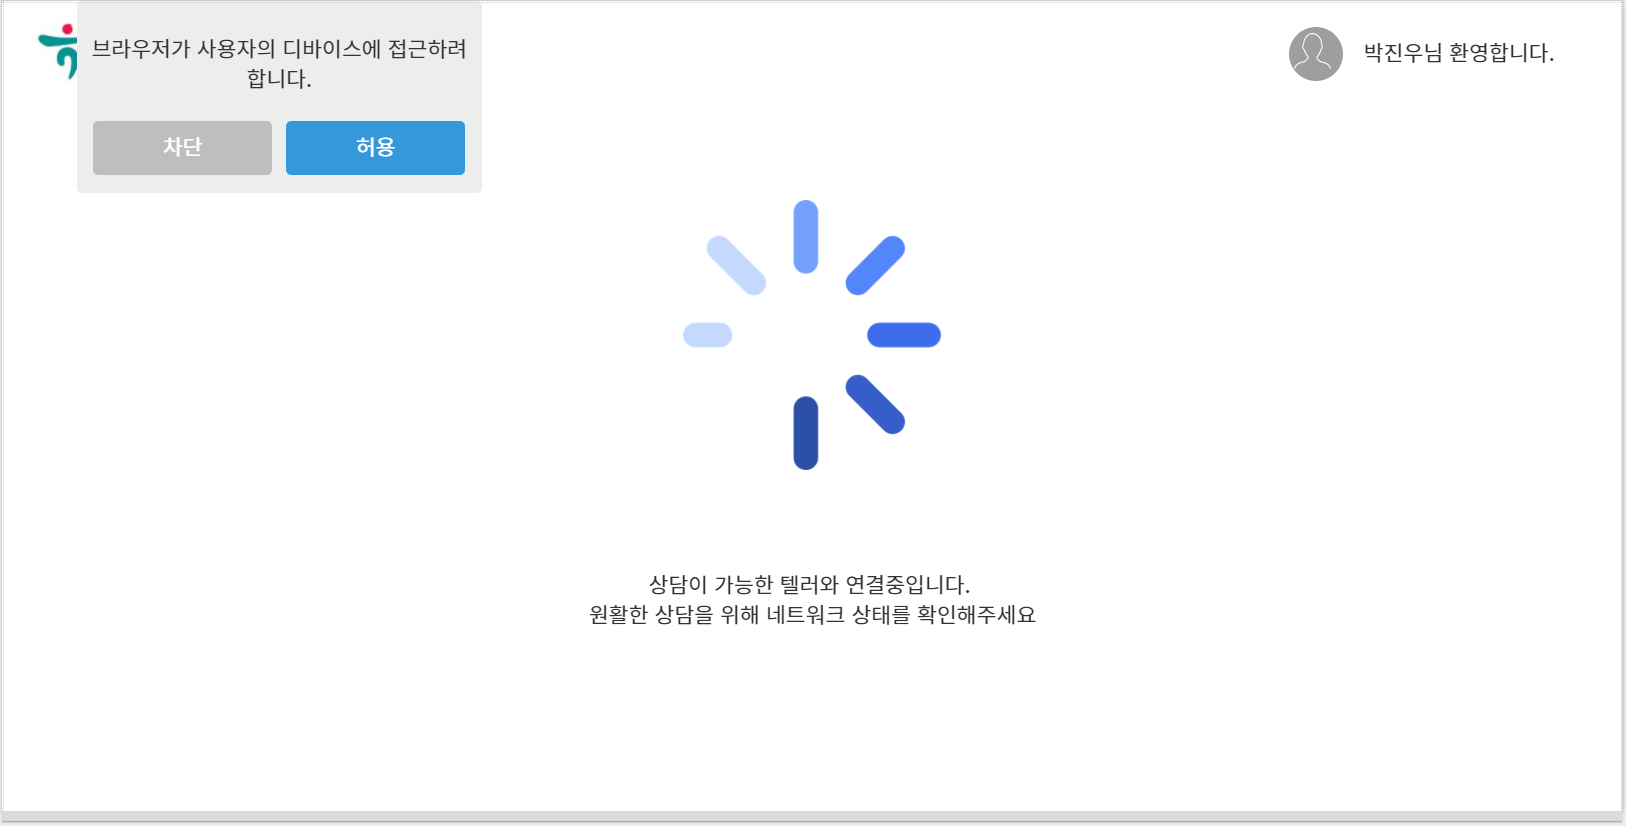 브라우저가 사용자의 디바이스에 접근하려
합니다.
차단
허용
박진우님 환영합니다.
상담이 가능한 텔러와 연결중입니다.
원활한 상담을 위해 네트워크 상태를 확인해주세요